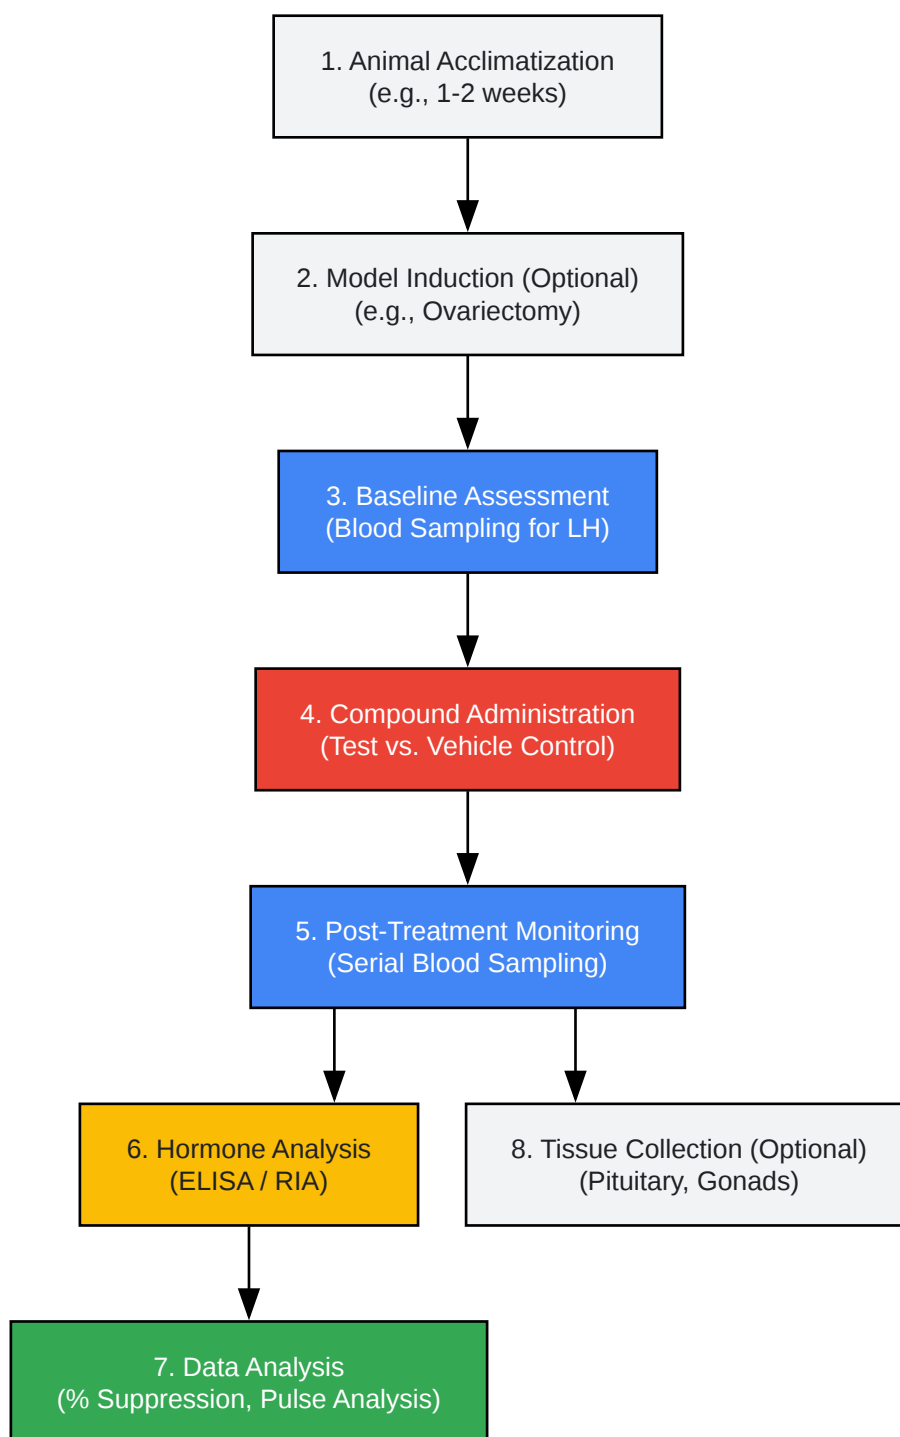 1. Animal Acclimatization
(e.g., 1-2 weeks)
2. Model Induction (Optional)
(e.g., Ovariectomy)
3. Baseline Assessment
(Blood Sampling for LH)
4. Compound Administration
(Test vs. Vehicle Control)
5. Post-Treatment Monitoring
(Serial Blood Sampling)
6. Hormone Analysis
(ELISA / RIA)
8. Tissue Collection (Optional)
(Pituitary, Gonads)
7. Data Analysis
(% Suppression, Pulse Analysis)